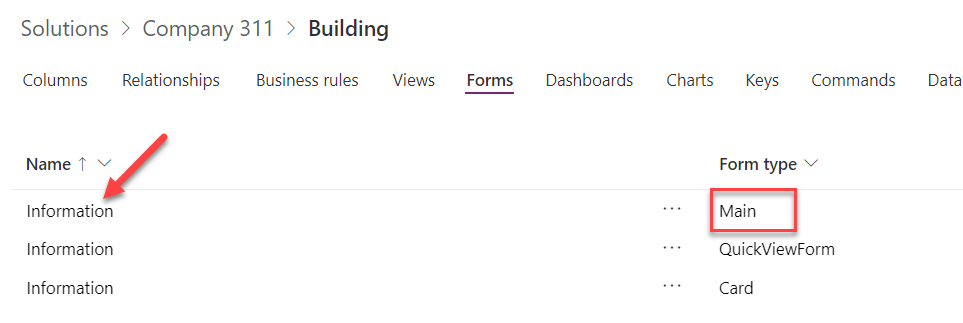 Solutions > Company 311 > Building
Columns Relationships Business rules Views Forms Dashboards Charts Keys Commands Data
Name ↑ Form type
Information ... Main
Information ... QuickViewForm
Information ... Card